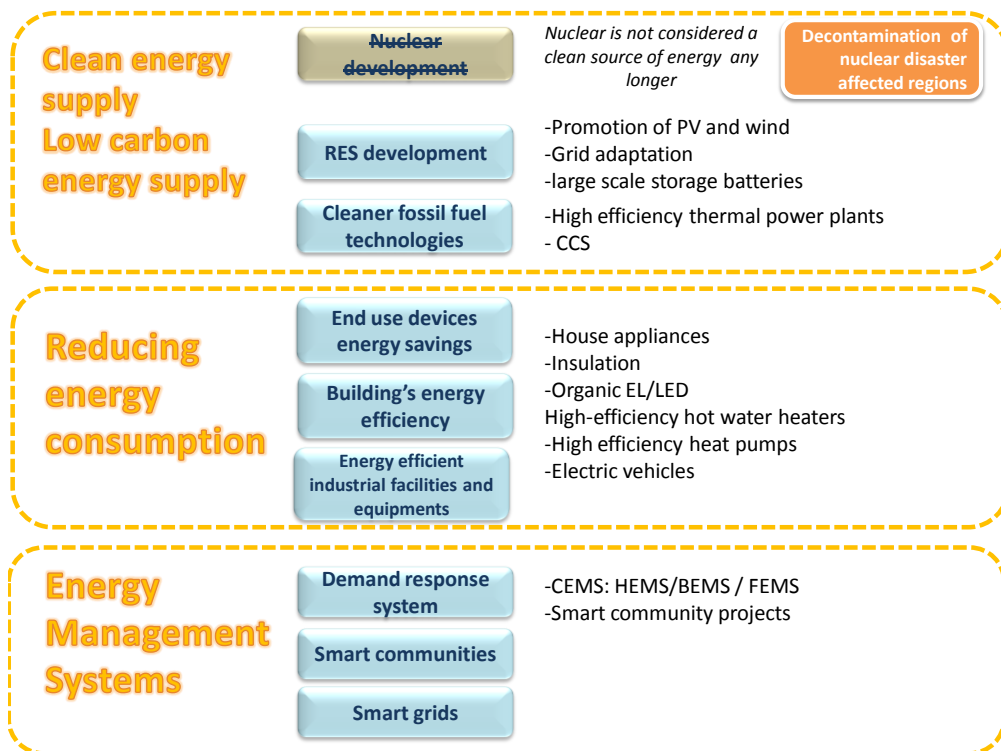 Clean energy
supply
Low carbon
energy supply
Nuclear
development
Nuclear is not considered a
clean source of energy any
longer
Decontamination of
nuclear disaster
affected regions
RES development
-Promotion of PV and wind
-Grid adaptation
-large scale storage batteries
Cleaner fossil fuel
technologies
-High efficiency thermal power plants
- CCS
Reducing
energy
consumption
End use devices
energy savings
Building's energy
efficiency
Energy efficient
industrial facilities and
equipments
-House appliances
-Insulation
-Organic EL/LED
High-efficiency hot water heaters
-High efficiency heat pumps
-Electric vehicles
Energy
Management
Systems
Demand response
system
Smart communities
Smart grids
-CEMS: HEMS/BEMS / FEMS
-Smart community projects